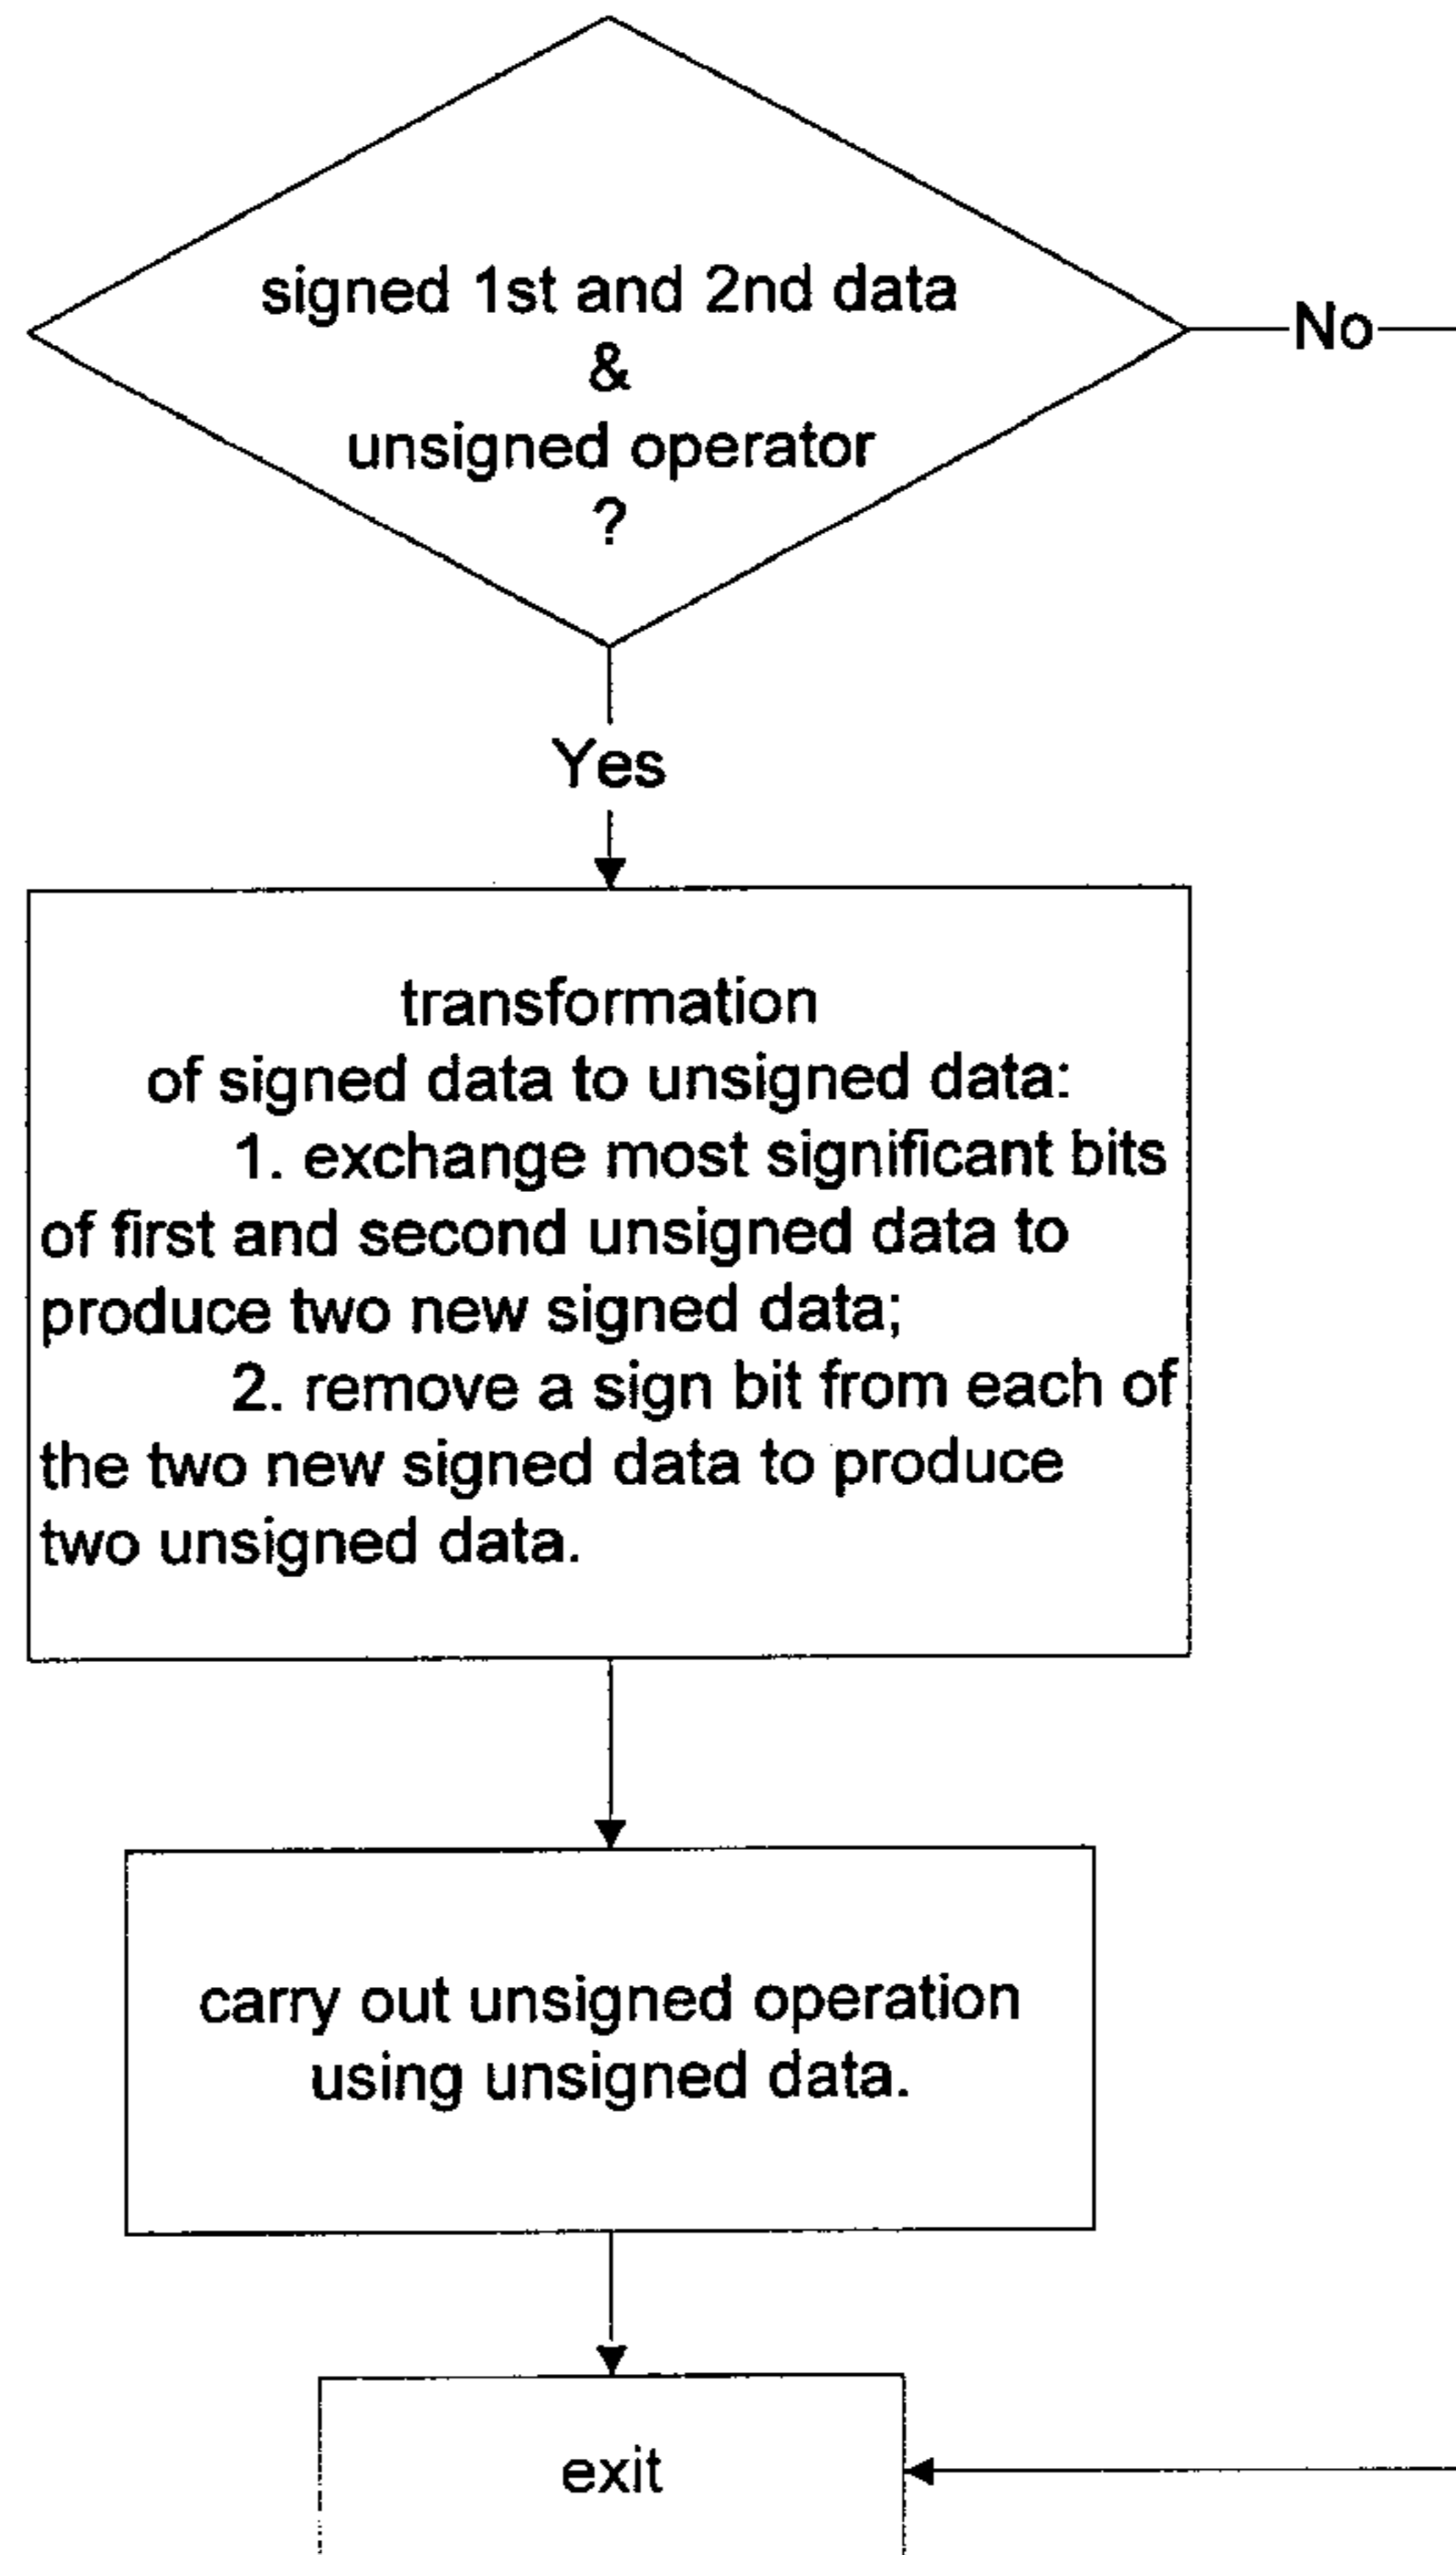 signed 1st and 2nd data
&
unsigned operator
?
No
Yes
transformation
of signed data to unsigned data:
1. exchange most significant bits
of first and second unsigned data to
produce two new signed data;
2. remove a sign bit from each of
the two new signed data to produce
two unsigned data.
carry out unsigned operation
using unsigned data.
exit